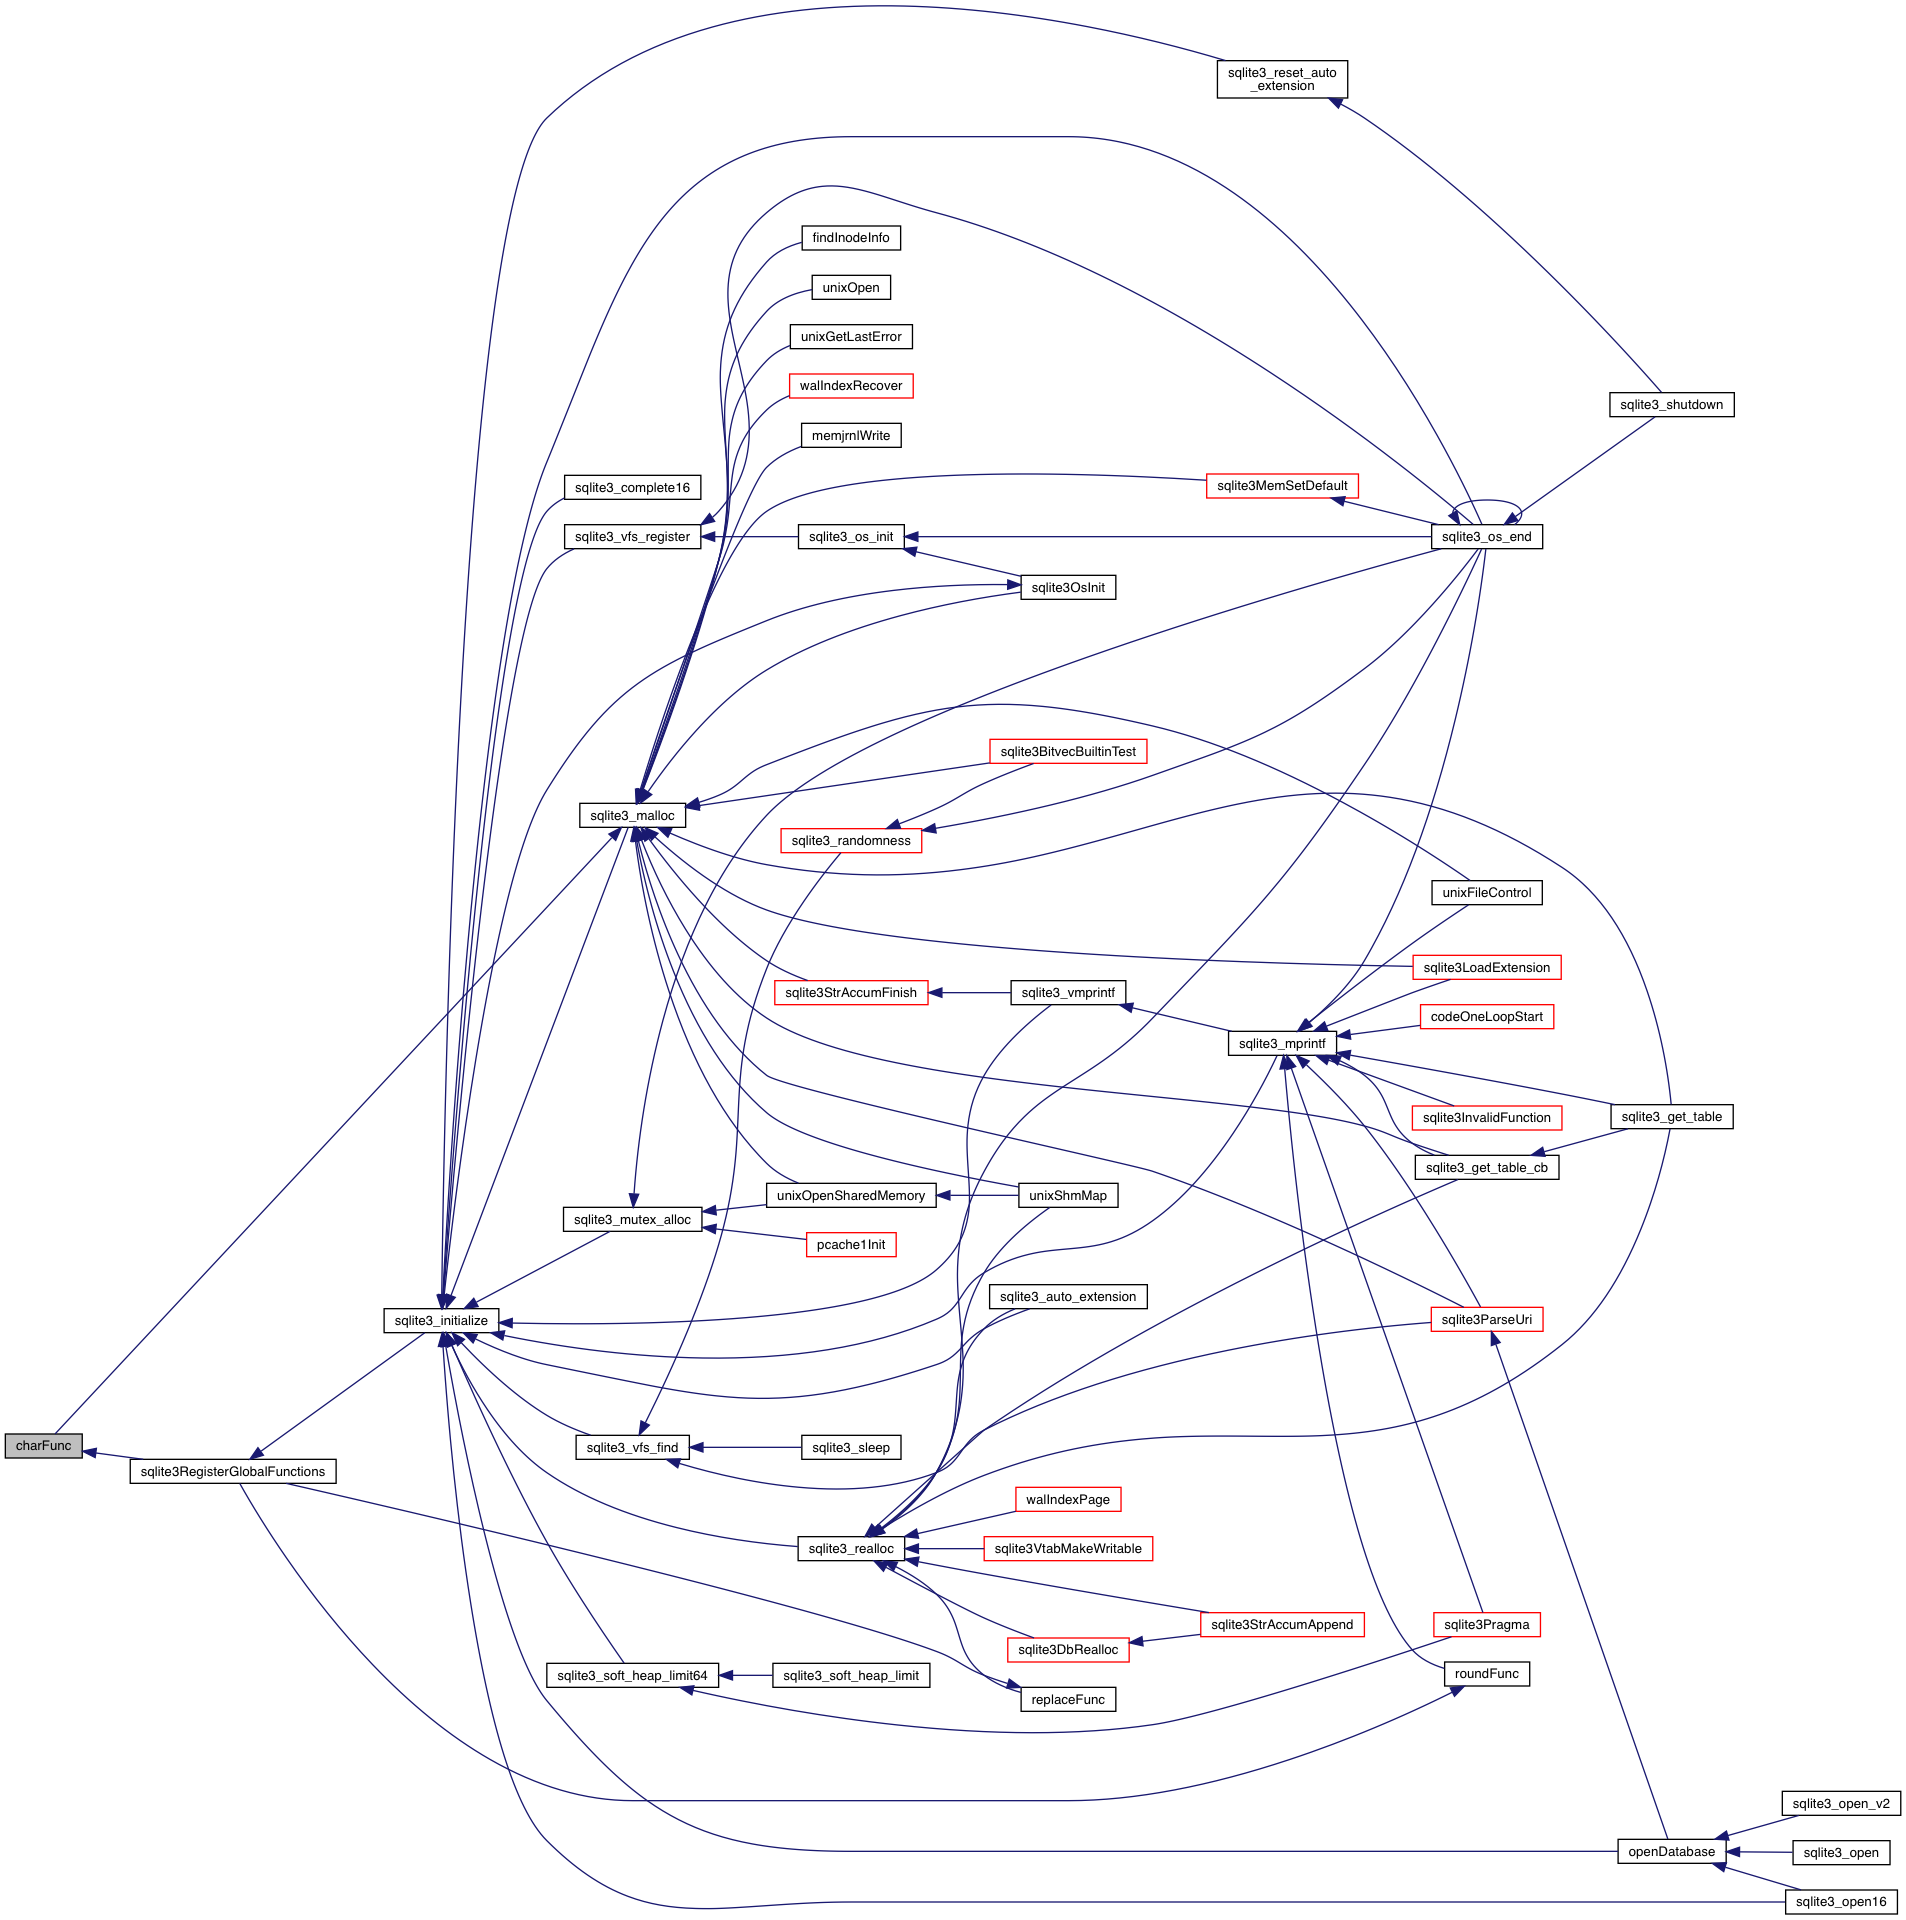 sqlite3_reset_auto
_extension
findInodeInfo
unixOpen
unixGetLastError
walIndexRecover
sqlite3_shutdown
memjrnlWrite
sqlite3_complete16
sqlite3MemSetDefault
sqlite3_vfs_register
sqlite3_os_init
sqlite3_os_end
sqlite3OsInit
sqlite3BitvecBuiltinTest
sqlite3_malloc
sqlite3_randomness
unixFileControl
sqlite3LoadExtension
sqlite3StrAccumFinish
sqlite3_vmprintf
codeOneLoopStart
sqlite3_mprintf
sqlite3InvalidFunction
sqlite3_get_table
sqlite3_get_table_cb
unixOpenSharedMemory
unixShmMap
sqlite3_mutex_alloc
pcache1Init
sqlite3_auto_extension
sqlite3_initialize
sqlite3ParseUri
charFunc
sqlite3_vfs_find
sqlite3_sleep
sqlite3RegisterGlobalFunctions
walIndexPage
sqlite3_realloc
sqlite3VtabMakeWritable
sqlite3StrAccumAppend
sqlite3Pragma
sqlite3DbRealloc
sqlite3_soft_heap_limit64
sqlite3_soft_heap_limit
roundFunc
replaceFunc
sqlite3_open_v2
openDatabase
sqlite3_open
sqlite3_open16